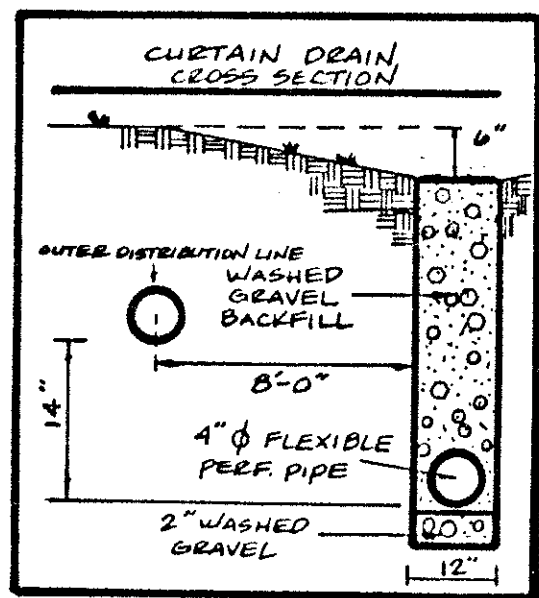 CURTAIN DRAIN
CROSS SECTION
6"
OUTER DISTRIBUTION LINE
WASHED
GRAVEL
BACKFILL
8'-0"
14"
4" ϕ FLEXIBLE
PERF. PIPE
2" WASHED
GRAVEL
12"